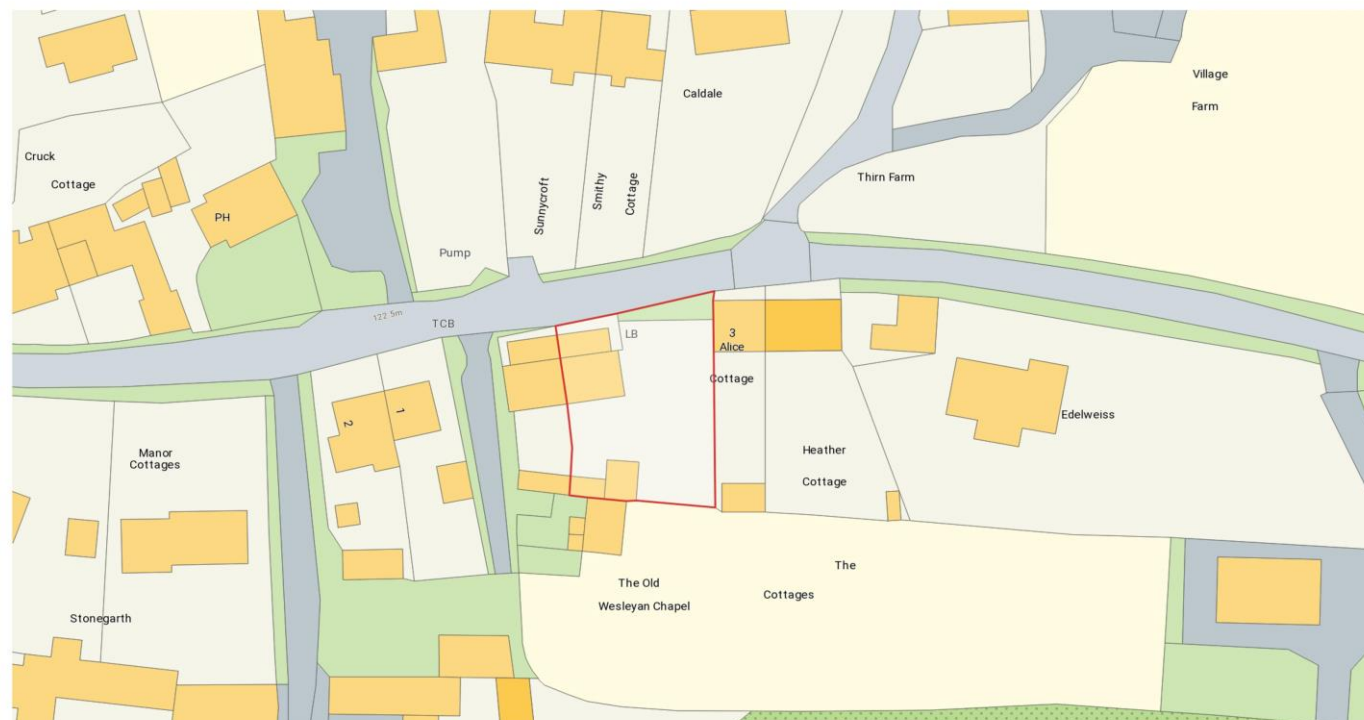 Village
Farm
Caldale
Cruck
Cottage
Thirn Farm
Sunnycroft
Smithy
Cottage
PH
Pump
122.5m
TCB
LB
3
Alice
Cottage
1
2
Edelweiss
Manor
Cottages
Heather
Cottage
The
The Old
Wesleyan Chapel
Cottages
Stonegarth